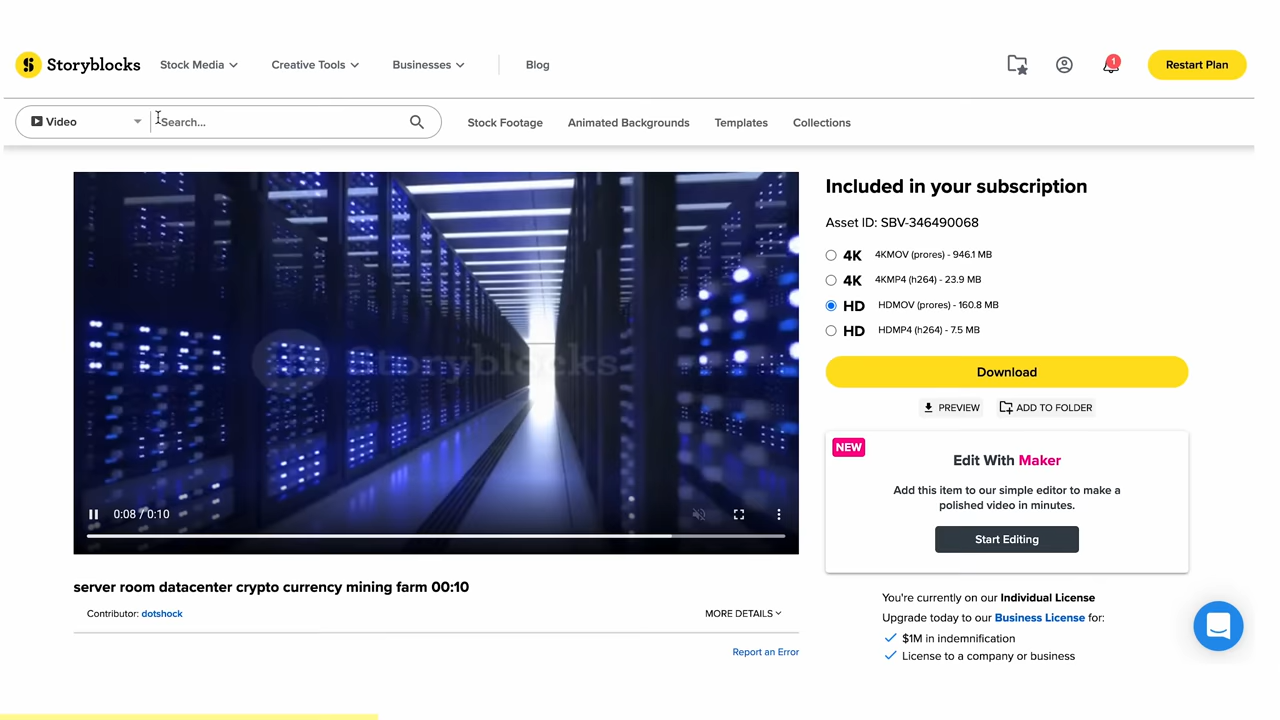 Storyblocks
Stock Media
Creative Tools
Businesses
Blog
1
Restart Plan
Video
Search...
Stock Footage
Animated Backgrounds
Templates
Collections
Storyblocks
0:08 / 0:10
server room datacenter crypto currency mining farm 00:10
Contributor: dotshock
MORE DETAILS
Report an Error
Included in your subscription
Asset ID: SBV-346490068
4K 4KMOV (prores) - 946.1 MB
4K 4KMP4 (h264) - 23.9 MB
HD HDMOV (prores) - 160.8 MB
HD HDMP4 (h264) - 7.5 MB
Download
PREVIEW
ADD TO FOLDER
NEW
Edit With Maker
Add this item to our simple editor to make a
polished video in minutes.
Start Editing
You're currently on our Individual License
Upgrade today to our Business License for:
$1M in indemnification
License to a company or business